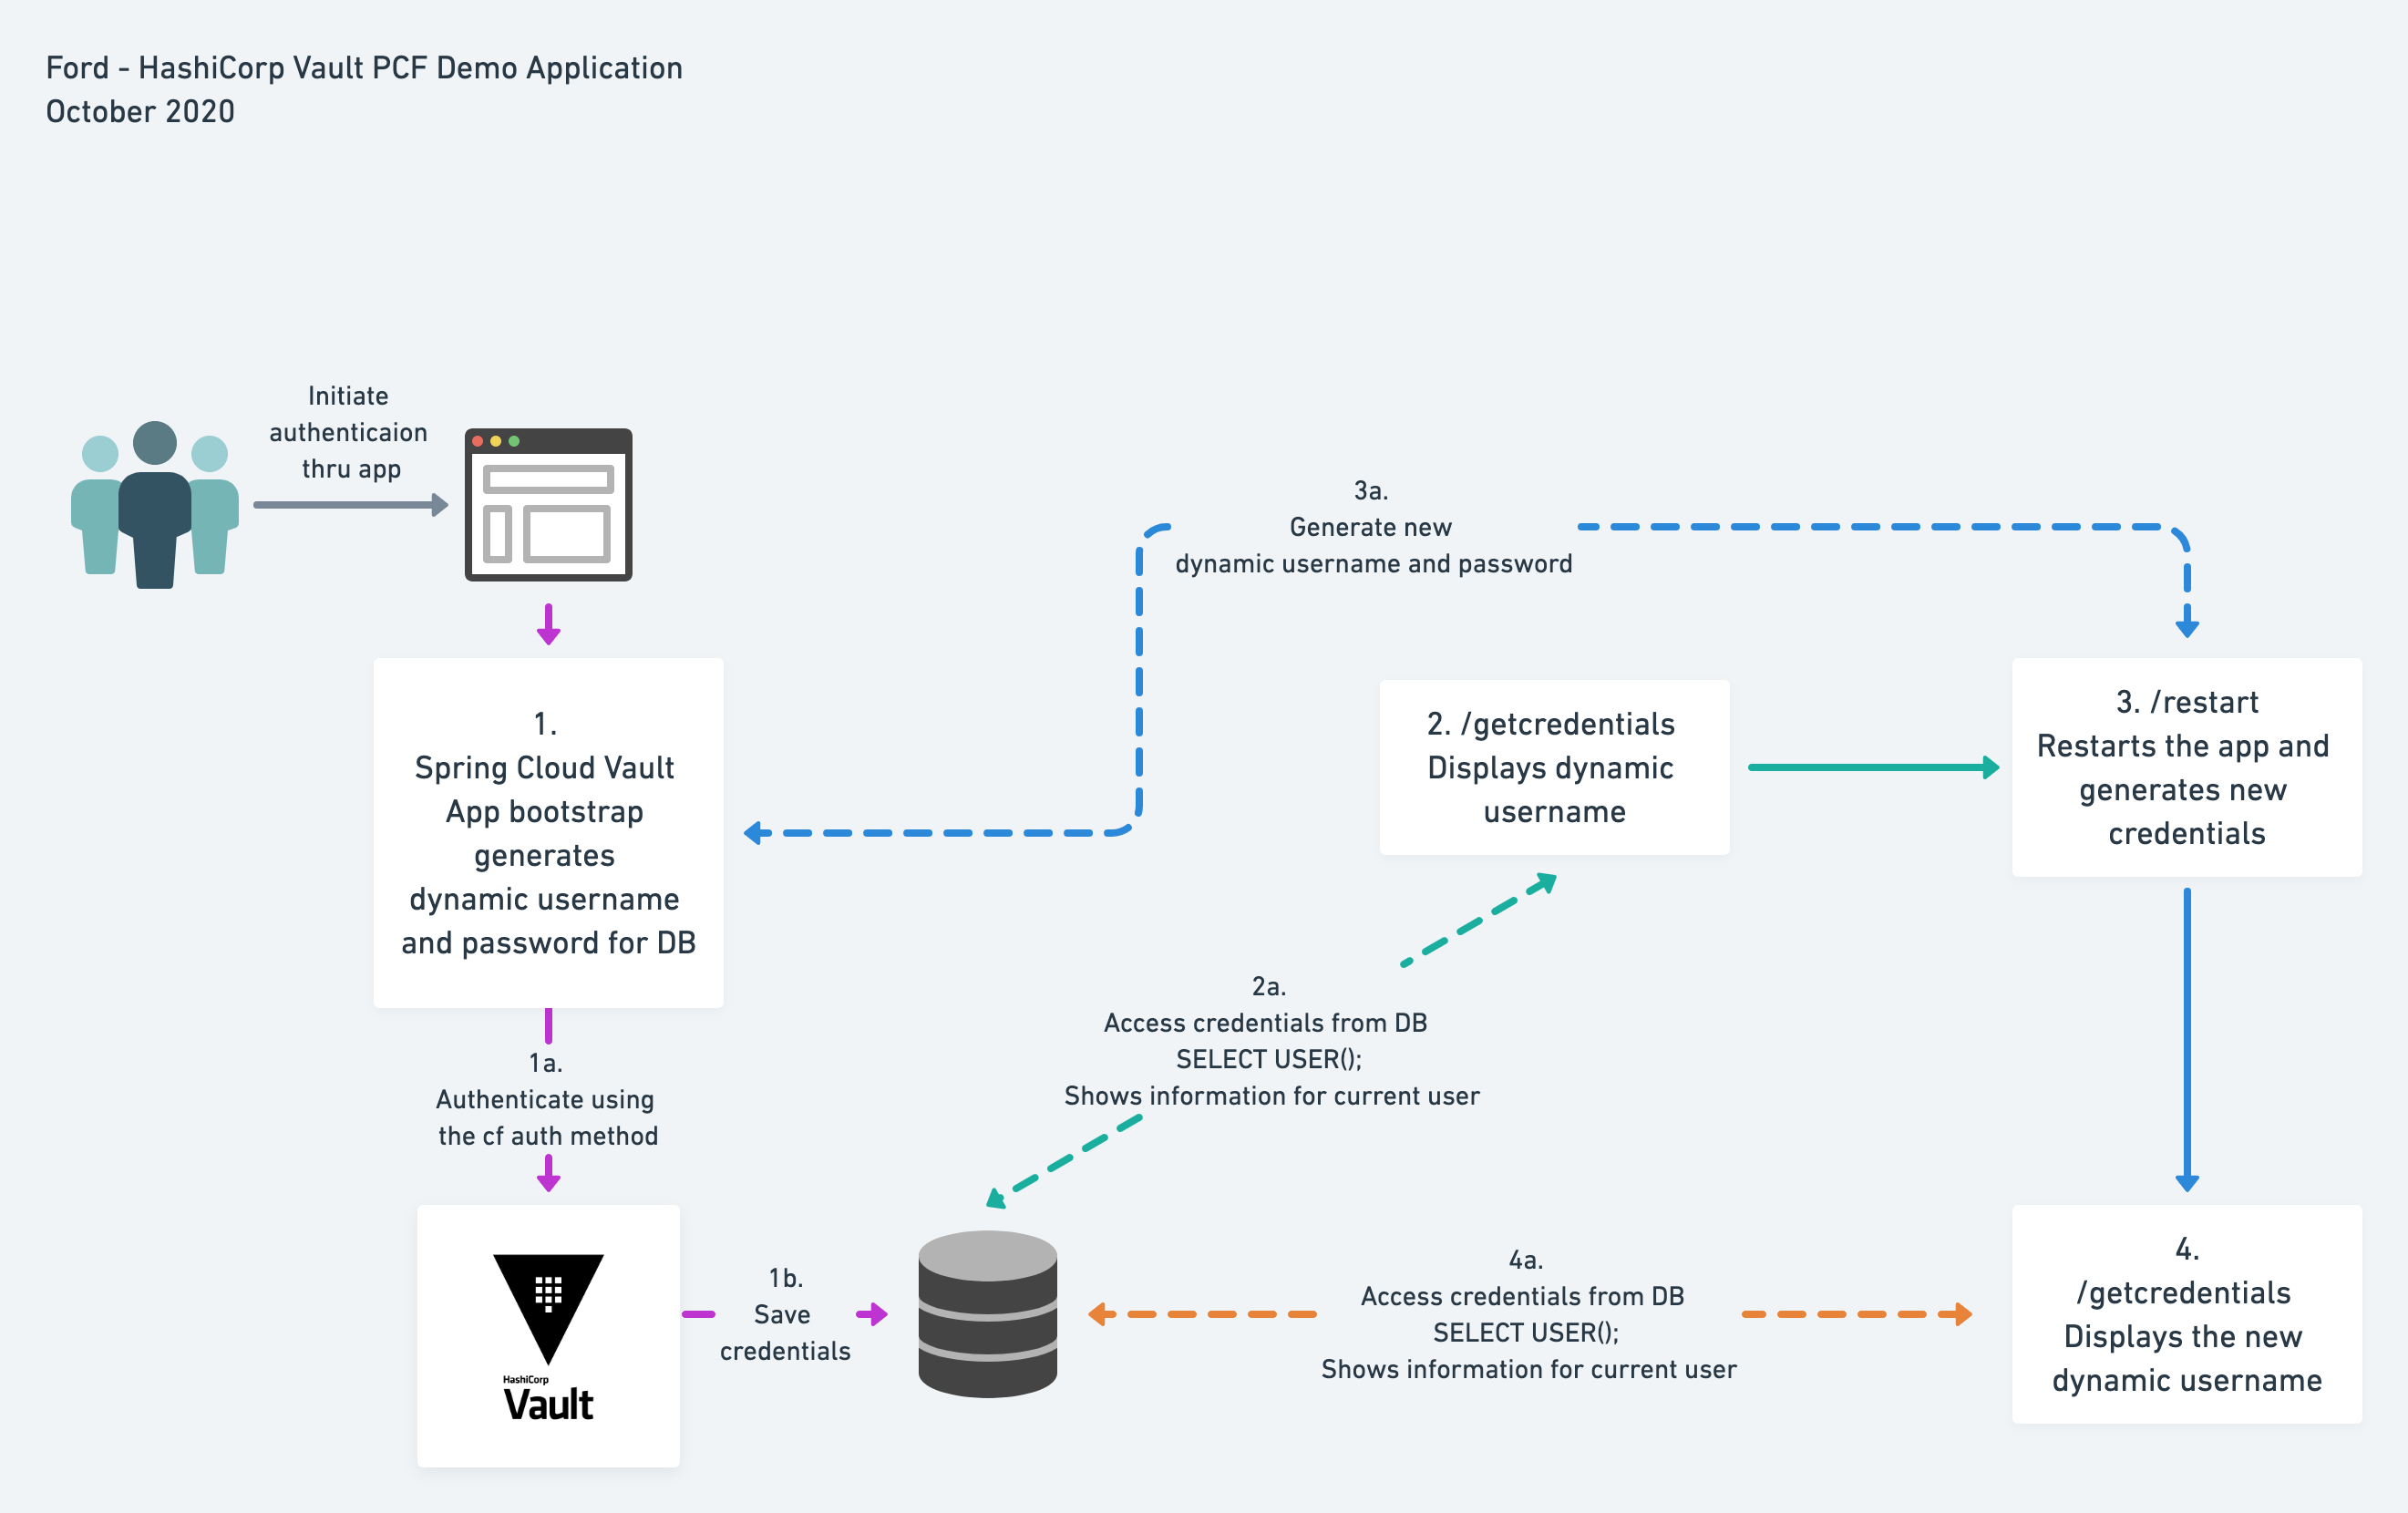 Ford - HashiCorp Vault PCF Demo Application
October 2020
Initiate
authenticaion
thru app
1.
Spring Cloud Vault
App bootstrap
generates
dynamic username
and password for DB
1a.
Authenticate using
the cf auth method
HashiCorp
Vault
1b.
Save
credentials
2a.
Access credentials from DB
SELECT USER();
Shows information for current user
2. /getcredentials
Displays dynamic
username
3. /restart
Restarts the app and
generates new
credentials
3a.
Generate new
dynamic username and password
4.
/getcredentials
Displays the new
dynamic username
4a.
Access credentials from DB
SELECT USER();
Shows information for current user